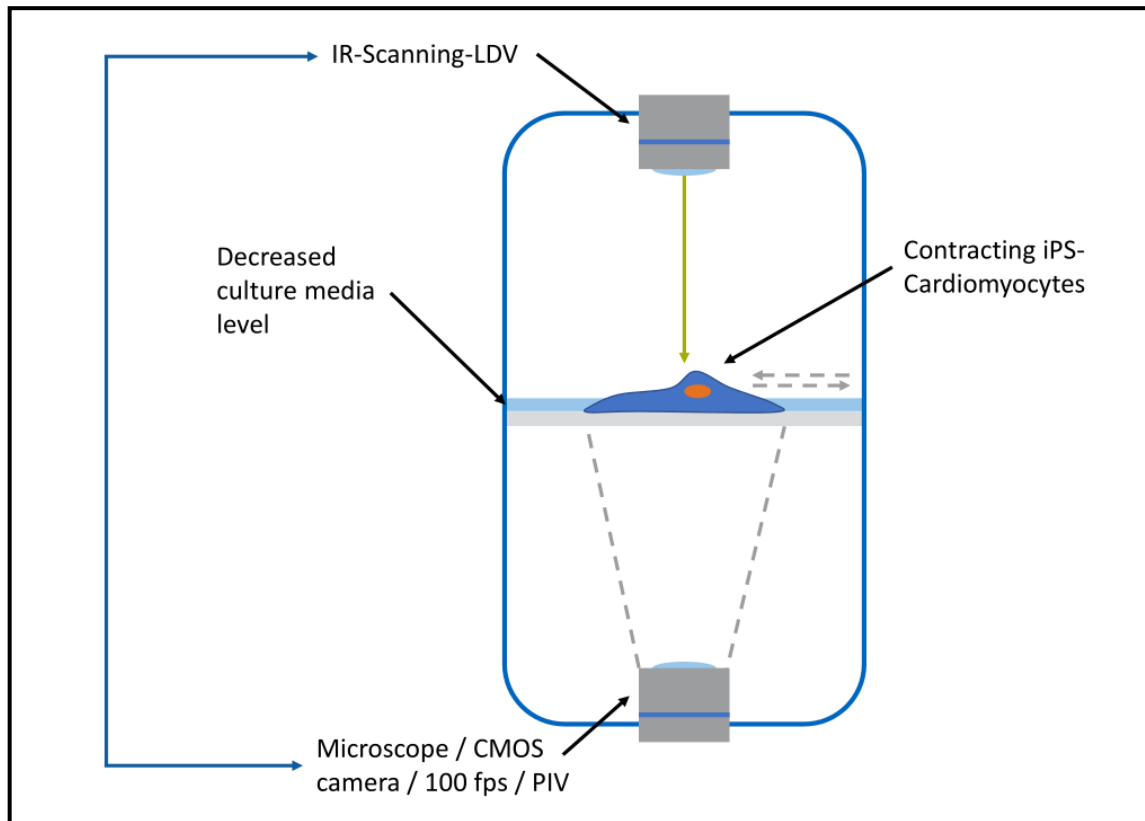 IR-Scanning-LDV
Decreased
culture media
level
Contracting iPS-
Cardiomyocytes
Microscope / CMOS
camera / 100 fps / PIV